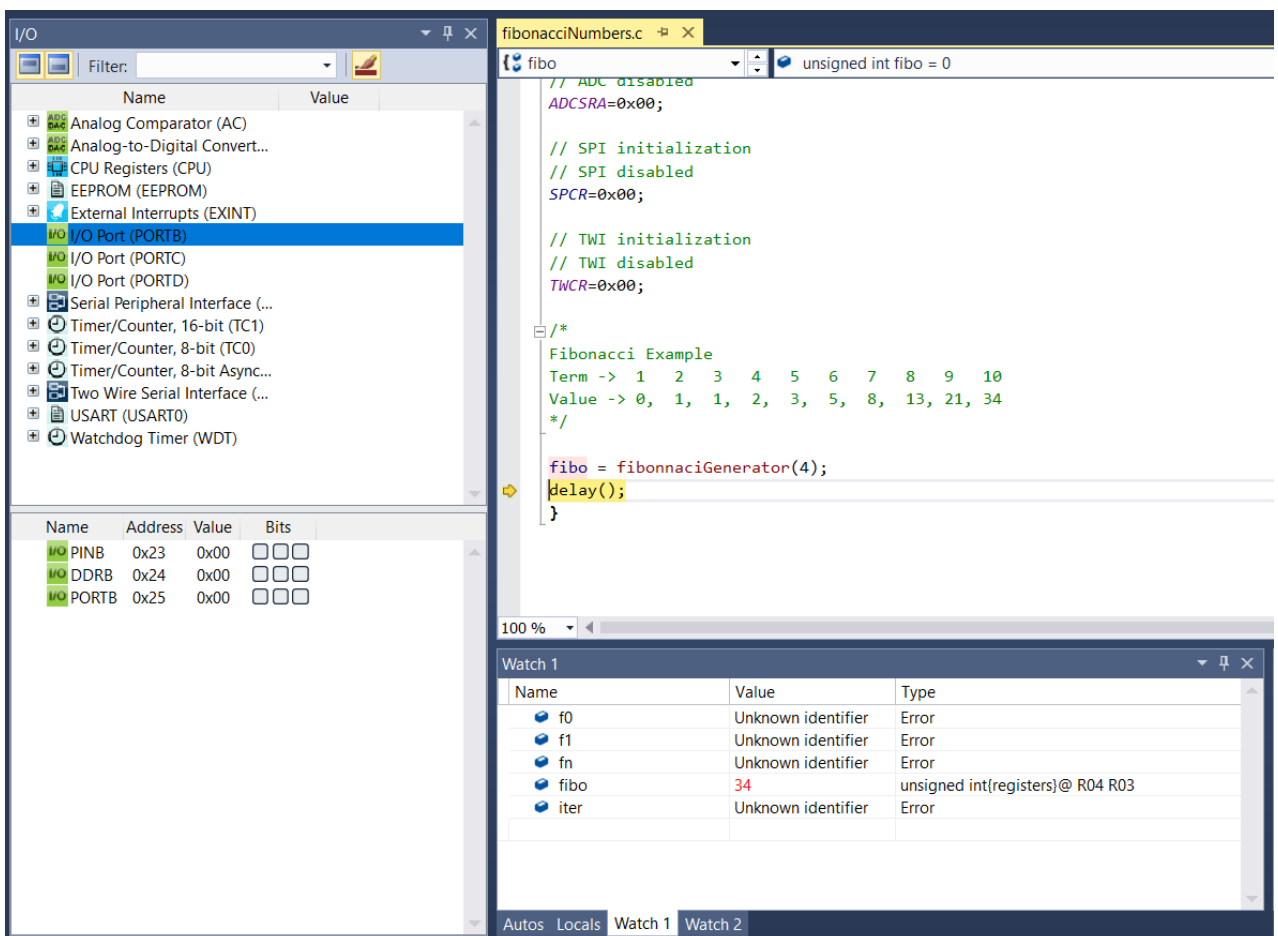 I/O
Filter:
Name Value
Analog Comparator (AC)
Analog-to-Digital Convert...
CPU Registers (CPU)
EEPROM (EEPROM)
External Interrupts (EXINT)
I/O Port (PORTB)
I/O Port (PORTC)
I/O Port (PORTD)
Serial Peripheral Interface (...
Timer/Counter, 16-bit (TC1)
Timer/Counter, 8-bit (TC0)
Timer/Counter, 8-bit Async...
Two Wire Serial Interface (...
USART (USART0)
Watchdog Timer (WDT)
Name Address Value Bits
I/O PINB 0x23 0x00
I/O DDRB 0x24 0x00
I/O PORTB 0x25 0x00
fibonacciNumbers.c
fibo unsigned int fibo = 0
// ADC disabled
ADCSRA=0x00;
// SPI initialization
// SPI disabled
SPCR=0x00;
// TWI initialization
// TWI disabled
TWCR=0x00;
/*
Fibonacci Example
Term -> 1 2 3 4 5 6 7 8 9 10
Value -> 0, 1, 1, 2, 3, 5, 8, 13, 21, 34
*/
fibo = fibonnaciGenerator(4);
delay();
}
100 %
Watch 1
Name Value Type
f0 Unknown identifier Error
f1 Unknown identifier Error
fn Unknown identifier Error
fibo 34 unsigned int{registers}@ R04 R03
iter Unknown identifier Error
Autos Locals Watch 1 Watch 2